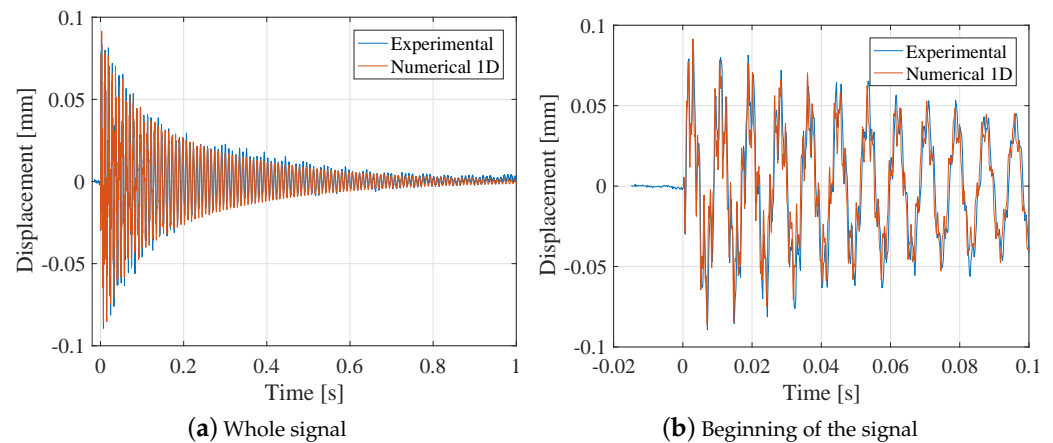 0.1
0.05
0
-0.05
-0.1
Displacement [mm]
Experimental
Numerical 1D
0
0.2
0.4
0.6
0.8
1
Time [s]
(a) Whole signal
0.1
0.05
0
-0.05
-0.1
Displacement [mm]
Experimental
Numerical 1D
-0.02
0
0.02
0.04
0.06
0.08
0.1
Time [s]
(b) Beginning of the signal